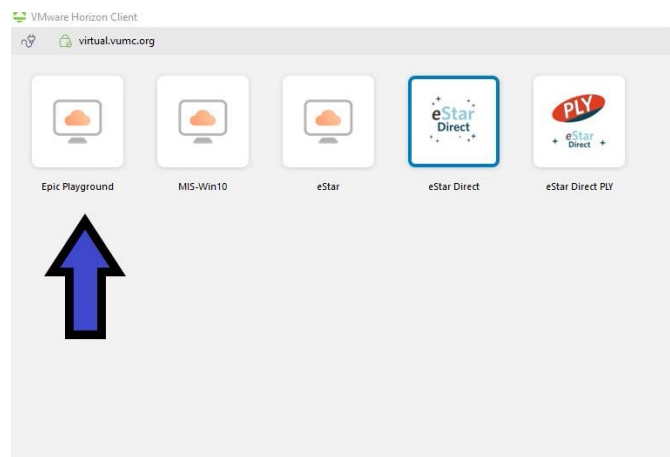 VMware Horizon Client
virtual.vumc.org
eStar
Direct
PLY
eStar
Direct
Epic Playground
MIS-Win10
eStar
eStar Direct
eStar Direct PLY